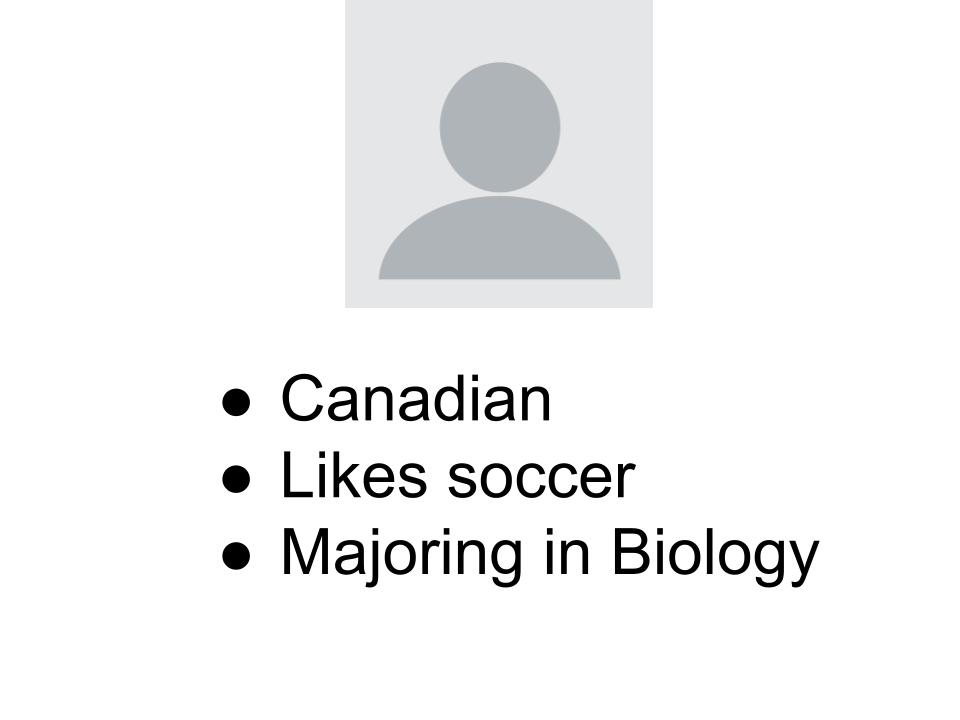 ● Canadian
● Likes soccer
● Majoring in Biology